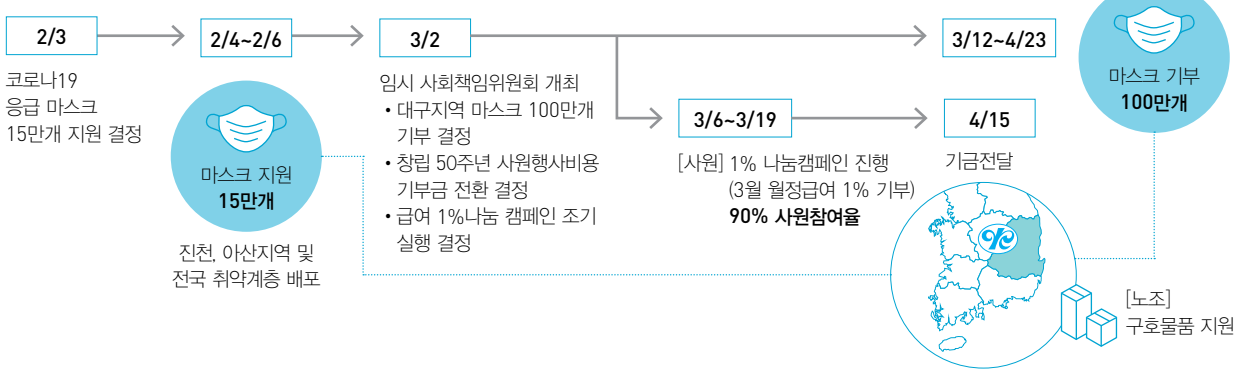 2/3
코로나19
응급 마스크
15만개 지원 결정
2/4~2/6
마스크 지원
15만개
진천, 아산지역 및
전국 취약계층 배포
3/2
임시 사회책임위원회 개최
• 대구지역 마스크 100만개
기부 결정
• 창립 50주년 사원행사비용
기부금 전환 결정
• 급여 1%나눔 캠페인 조기
실행 결정
3/6~3/19
[사원] 1% 나눔캠페인 진행
(3월 월정급여 1% 기부)
90% 사원참여율
3/12~4/23
마스크 기부
100만개
4/15
기금전달
[노조]
구호물품 지원